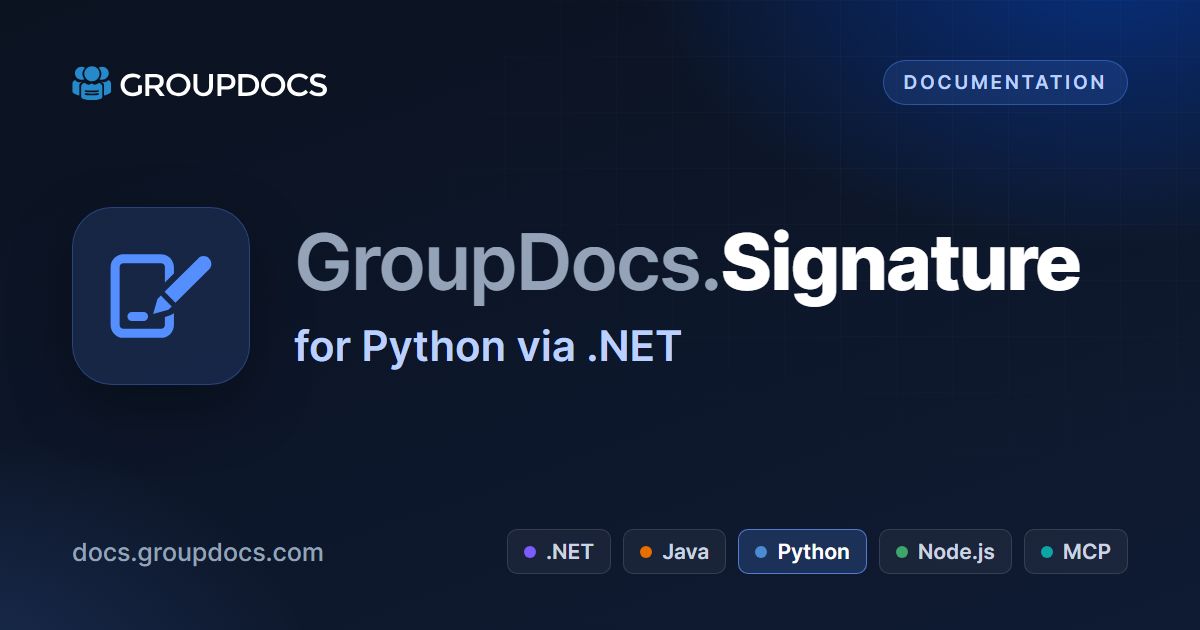 GROUPDOCS
DOCUMENTATION
GroupDocs.Signature
for Python via .NET
docs.groupdocs.com
.NET
Java
Python
Node.js
MCP